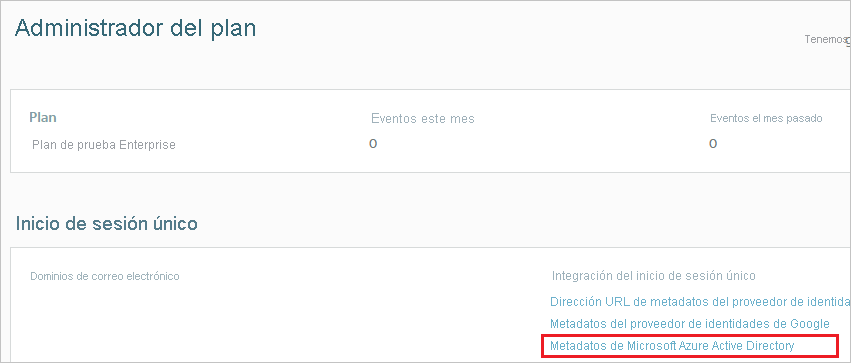 Administrador del plan
Tenemos
Plan
Eventos este mes
Eventos el mes pasado
Plan de prueba Enterprise
0
0
Inicio de sesión único
Dominios de correo electrónico
Integración del inicio de sesión único
Dirección URL de metadatos del proveedor de identida
Metadatos del proveedor de identidades de Google
Metadatos de Microsoft Azure Active Directory